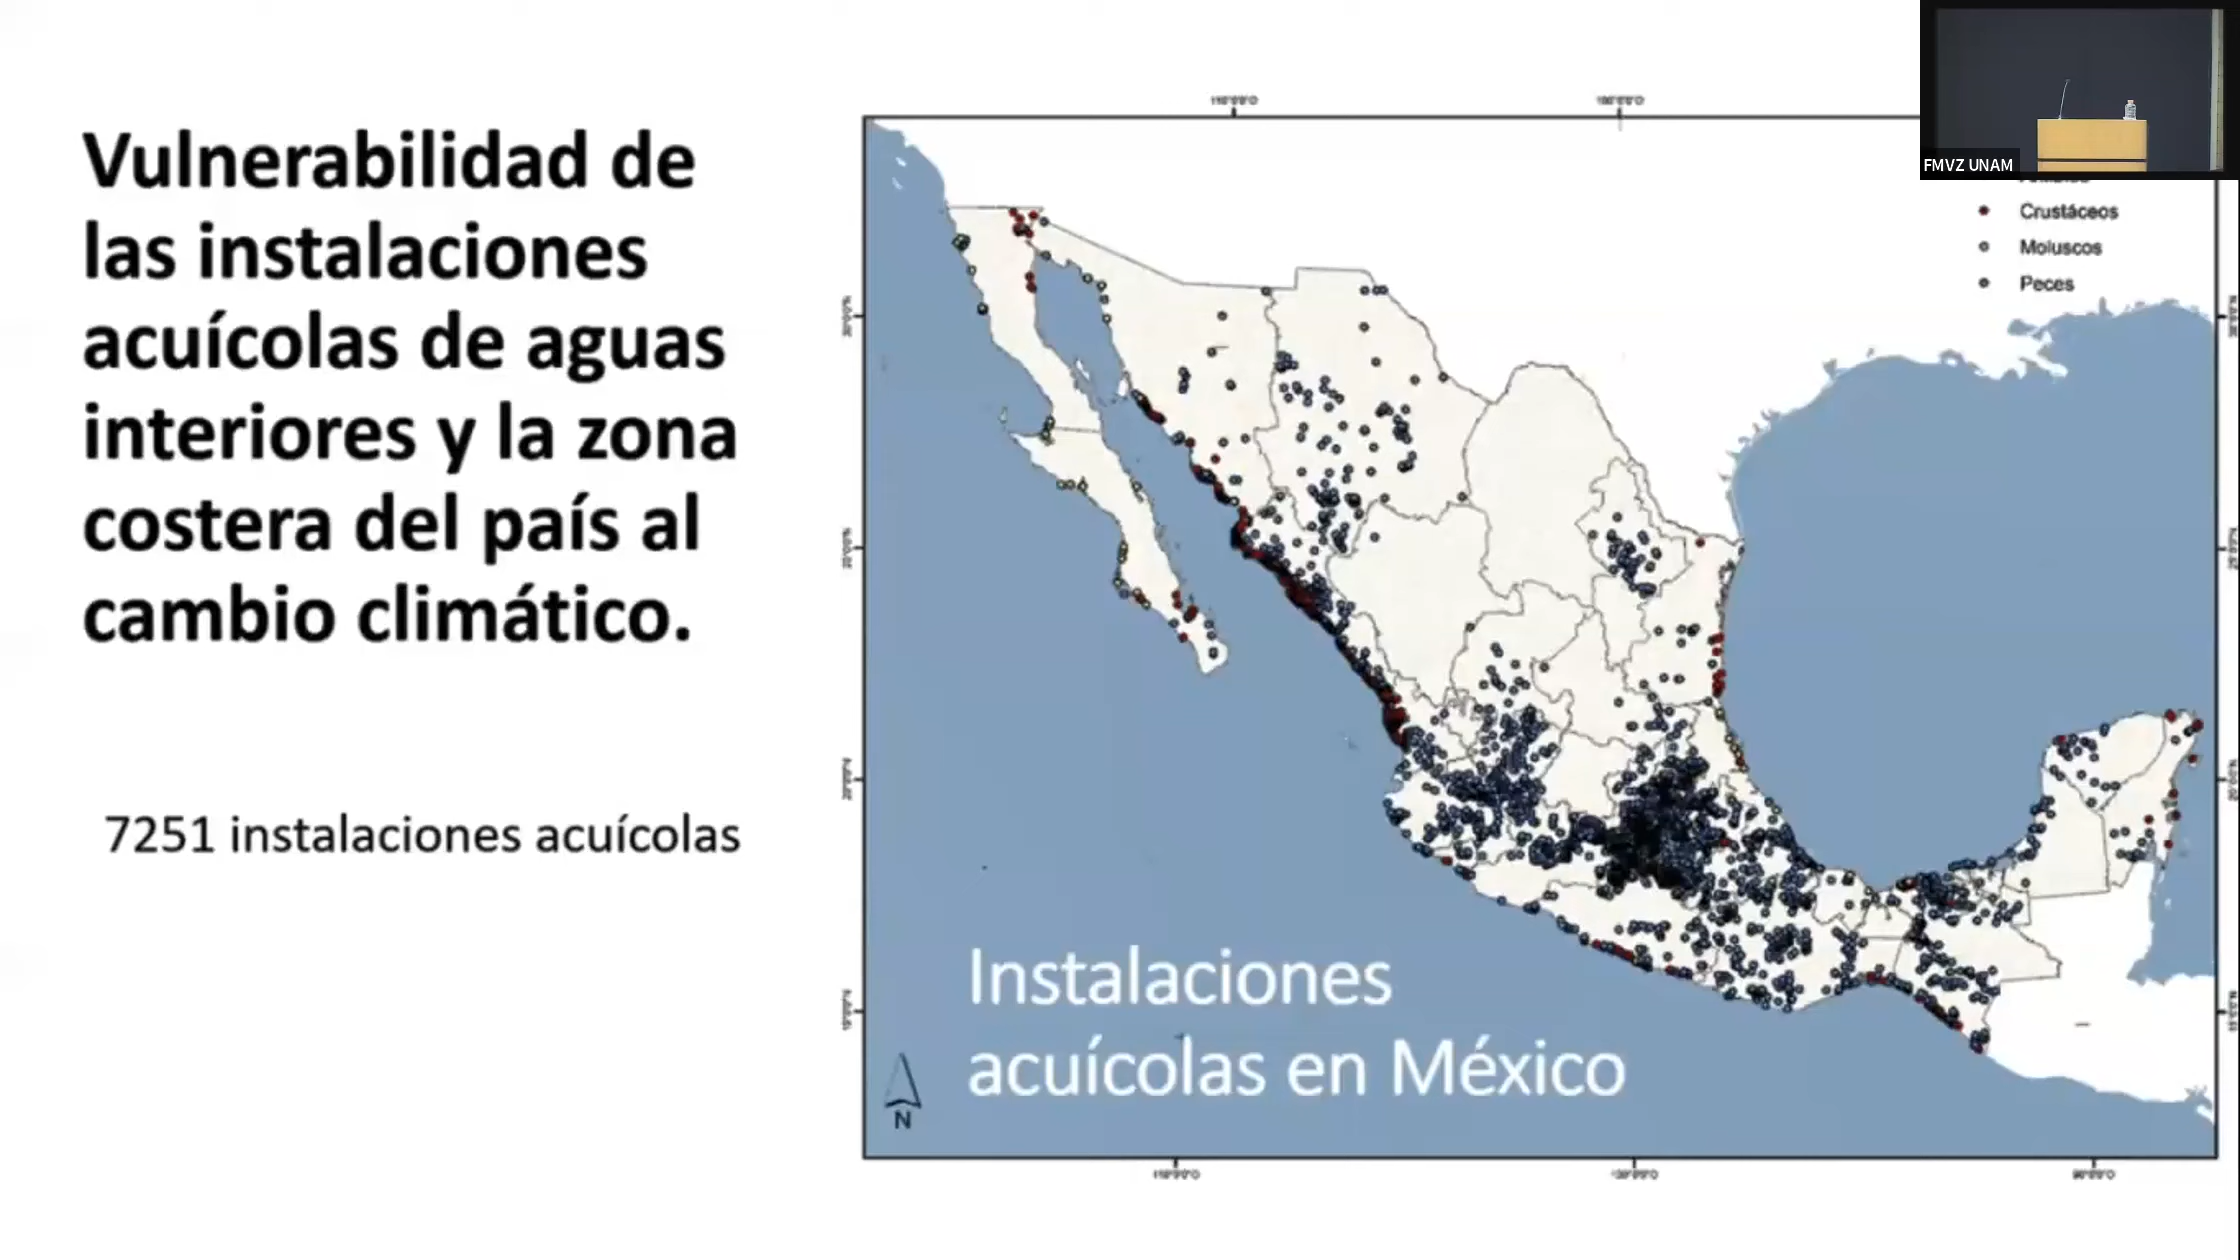 Vulnerabilidad de
las instalaciones
acuícolas de aguas
interiores y la zona
costera del país al
cambio climático.
7251 instalaciones acuícolas
FMVZ UNAM
Crustáceos
Moluscos
Peces
Instalaciones
acuícolas en México
N